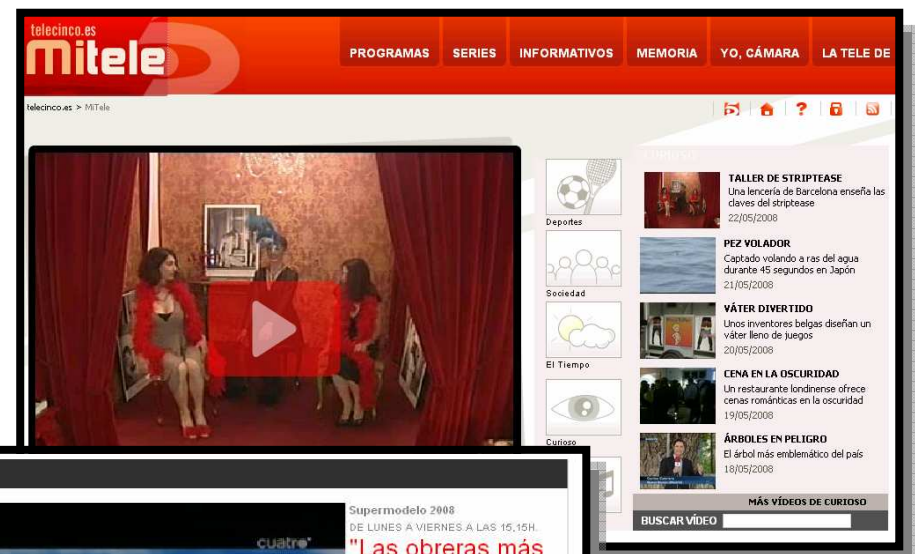 telecinco.es
Mitele
PROGRAMAS SERIES INFORMATIVOS MEMORIA YO, CÁMARA LA TELE DE
telecinco.es > MiTele
?
Deportes
Sociedad
El Tiempo
Curioso
CURIOSO
TALLER DE STRIPTEASE
Una lencería de Barcelona enseña las
claves del striptease
22/05/2008
PEZ VOLADOR
Captado volando a ras del agua
durante 45 segundos en Japón
21/05/2008
VÁTER DIVERTIDO
Unos inventores belgas diseñan un
váter lleno de juegos
20/05/2008
CENA EN LA OSCURIDAD
Un restaurante londinense ofrece
cenas románticas en la oscuridad
19/05/2008
ÁRBOLES EN PELIGRO
El árbol más emblemático del país
18/05/2008
MÁS VÍDEOS DE CURIOSO
BUSCAR VÍDEO
cuatro
Supermodelo 2008
DE LUNES A VIERNES A LAS 15,15H.
"Las obreras más